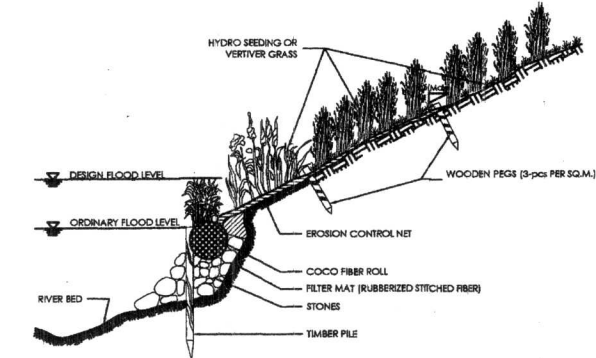 HYDRO SEEDING OR
VERTIVER GRASS
DESIGN FLOOD LEVEL
WOODEN PEGS (3-pcs PER SQ.M.)
ORDINARY FLOOD LEVEL
EROSION CONTROL NET
COCO FIBER ROLL
FILTER MAT (RUBBERIZED STITCHED FIBER)
RIVER BED
STONES
TIMBER PILE